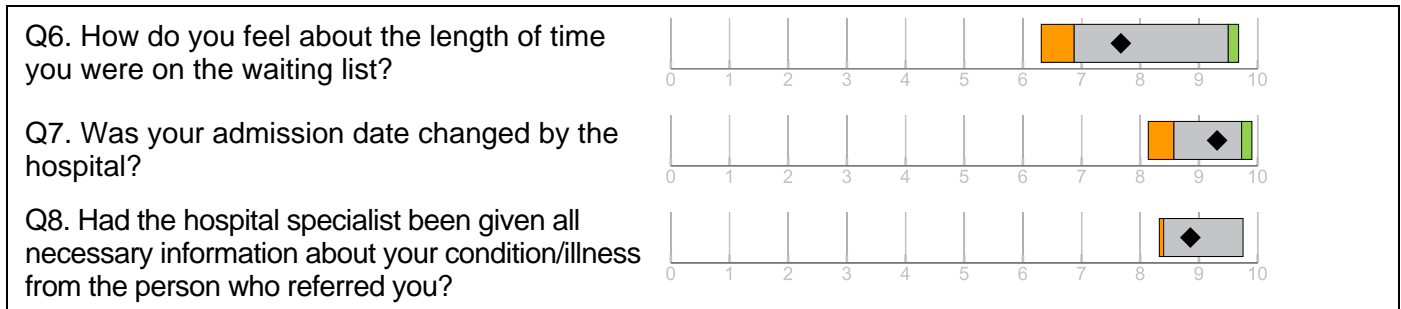 Q6. How do you feel about the length of time
you were on the waiting list?
0 1 2 3 4 5 6 7 8 9 10
Q7. Was your admission date changed by the
hospital?
0 1 2 3 4 5 6 7 8 9 10
Q8. Had the hospital specialist been given all
necessary information about your condition/illness
from the person who referred you?
0 1 2 3 4 5 6 7 8 9 10